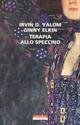 IRVIN D. YALOM
GINNY ELKIN
TERAPIA
ALLO SPECCHIO